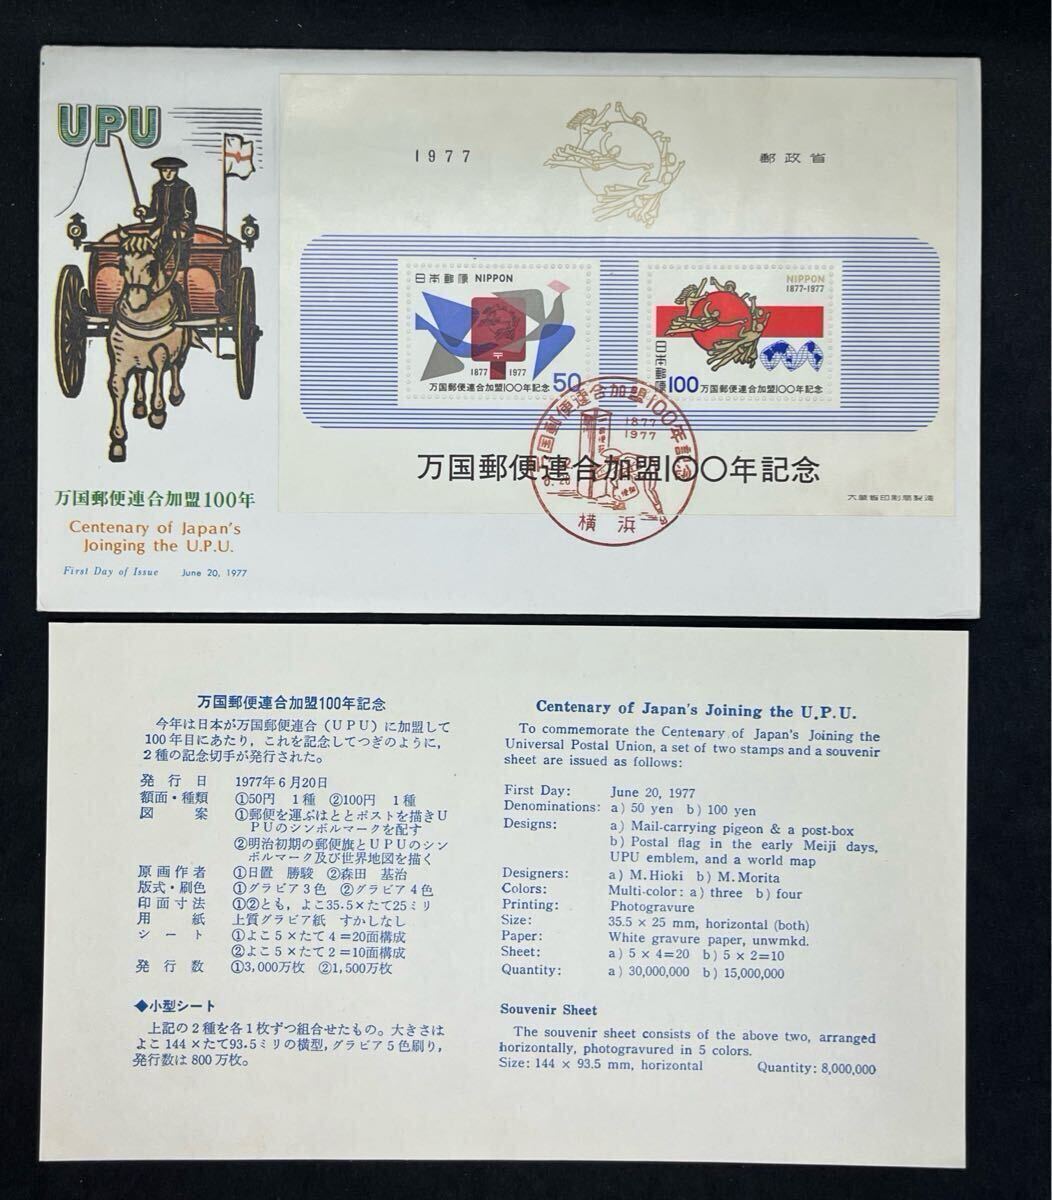 UPU
万国郵便連合加盟100年
Centenary of Japan's
Joinging the U.P.U.
First Day of Issue June 20, 1977
1977
郵政省
日本郵便 NIPPON
1877 1977
万国郵便連合加盟100年記念 50
NIPPON
1877-1977
日本郵便
100 万国郵便連合加盟100年記念
万国郵便連合加盟100年記念
大蔵省印刷局製造
万国郵便連合加盟100年記念
1877
1977
横浜
万国郵便連合加盟100年記念
今年は日本が万国郵便連合(UPU)に加盟して
100年目にあたり,これを記念してつぎのように,
2種の記念切手が発行された。
発行日 1977年6月20日
額面・種類 ①50円 1種 ②100円 1種
図案 ①郵便を運ぶはととポストを描きU
PUのシンボルマークを配す
②明治初期の郵便旗とUPUのシン
ボルマーク及び世界地図を描く
原画作者 ①日置 勝駿 ②森田 基治
版式・刷色 ①グラビア3色 ②グラビア4色
印面寸法 ①②とも,よこ35.5×たて25ミリ
用紙 上質グラビア紙 すかしなし
シート ①よこ5×たて4=20面構成
②よこ5×たて2=10面構成
発行数 ①3,000万枚 ②1,500万枚
◆小型シート
上記の2種を各1枚ずつ組合せたもの。大きさは
よこ144×たて93.5ミリの横型,グラビア5色刷り,
発行数は800万枚。
Centenary of Japan's Joining the U.P.U.
To commemorate the Centenary of Japan's Joining the
Universal Postal Union, a set of two stamps and a souvenir
sheet are issued as follows:
First Day: June 20, 1977
Denominations: a) 50 yen b) 100 yen
Designs: a) Mail-carrying pigeon & a post-box
b) Postal flag in the early Meiji days,
UPU emblem, and a world map
Designers: a) M.Hioki b) M.Morita
Colors: Multi-color: a) three b) four
Printing: Photogravure
Size: 35.5 × 25 mm, horizontal (both)
Paper: White gravure paper, unwmkd.
Sheet: a) 5 × 4=20 b) 5 × 2=10
Quantity: a) 30,000,000 b) 15,000,000
Souvenir Sheet
The souvenir sheet consists of the above two, arranged
horizontally, photogravured in 5 colors.
Size: 144 × 93.5 mm, horizontal Quantity: 8,000,000